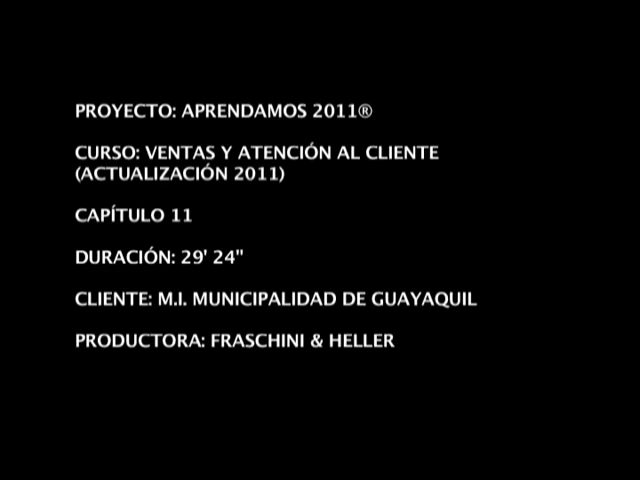 PROYECTO: APRENDAMOS 2011®
CURSO: VENTAS Y ATENCIÓN AL CLIENTE
(ACTUALIZACIÓN 2011)
CAPÍTULO 11
DURACIÓN: 29' 24"
CLIENTE: M.I. MUNICIPALIDAD DE GUAYAQUIL
PRODUCTORA: FRASCHINI & HELLER